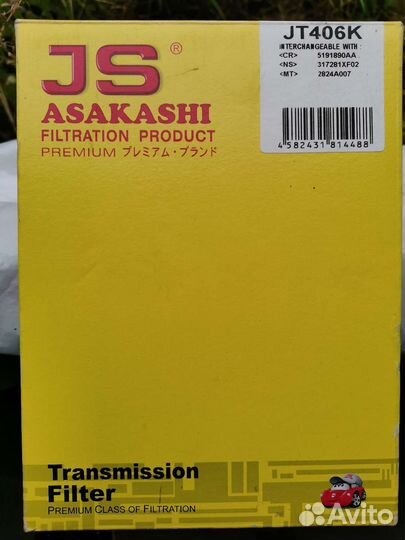 JS®
ASAKASHI
FILTRATION PRODUCT
PREMIUM プレミアム・ブランド
JT406K
INTERCHANGEABLE WITH :
<CR> 5191890AA
<NS> 317281XF02
<MT> 2824A007
4 582431 814488
Transmission
Filter
PREMIUM CLASS OF FILTRATION
Avito